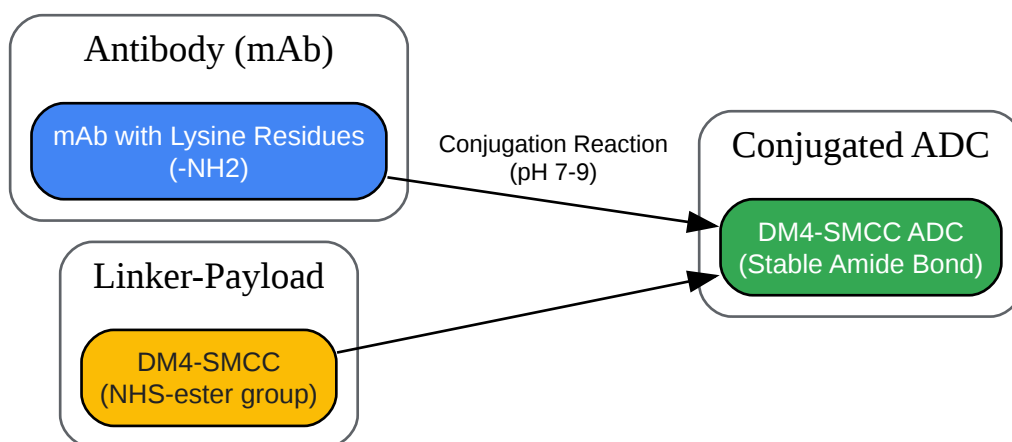 Antibody (mAb)
mAb with Lysine Residues
(-NH2)
Conjugation Reaction
(pH 7-9)
Linker-Payload
DM4-SMCC
(NHS-ester group)
Conjugated ADC
DM4-SMCC ADC
(Stable Amide Bond)